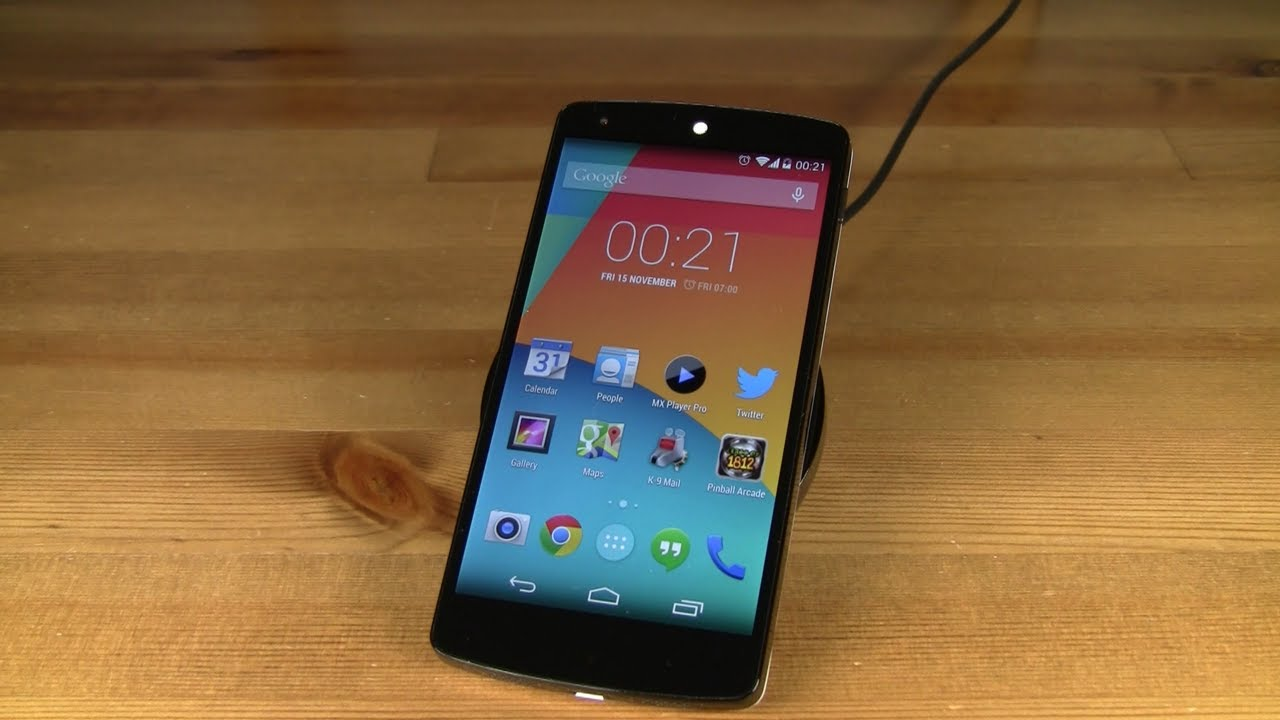 00:21
Google
00:21
FRI 15 NOVEMBER FRI 07:00
31
Calendar
People
MX Player Pro
Twitter
1812
Gallery
Maps
K-9 Mail
Pinball Arcade